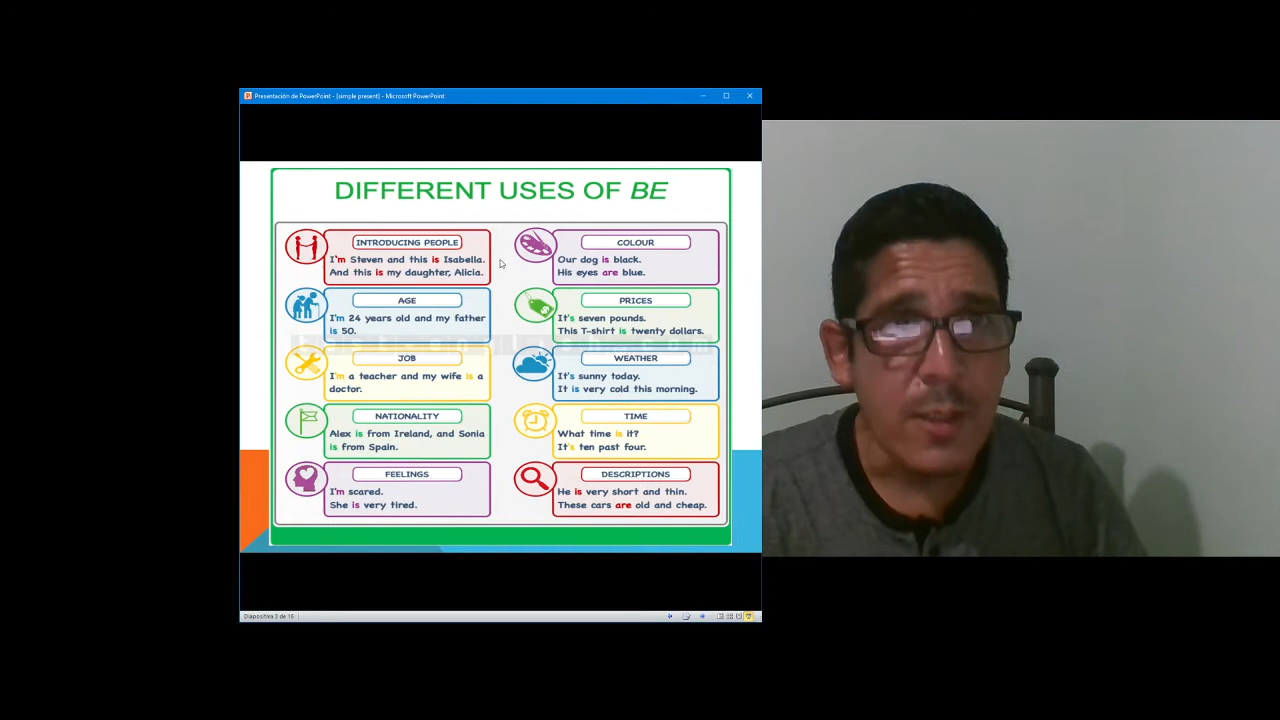 Presentación de PowerPoint - [simple present] - Microsoft PowerPoint
DIFFERENT USES OF BE
INTRODUCING PEOPLE
I'm Steven and this is Isabella.
And this is my daughter, Alicia.
AGE
I'm 24 years old and my father
is 50.
JOB
I'm a teacher and my wife is a
doctor.
NATIONALITY
Alex is from Ireland, and Sonia
is from Spain.
FEELINGS
I'm scared.
She is very tired.
COLOUR
Our dog is black.
His eyes are blue.
PRICES
It's seven pounds.
This T-shirt is twenty dollars.
WEATHER
It's sunny today.
It is very cold this morning.
TIME
What time is it?
It's ten past four.
DESCRIPTIONS
He is very short and thin.
These cars are old and cheap.
Diapositiva 3 de 16